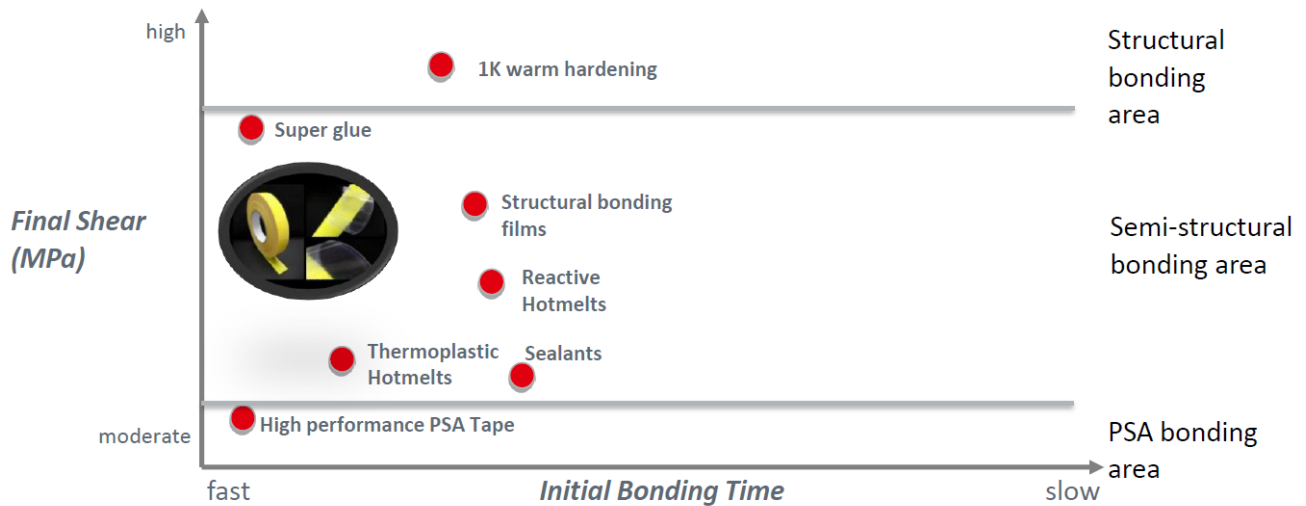 high
Structural
bonding
area
1K warm hardening
Super glue
Final Shear
(MPa)
Structural bonding
films
Semi-structural
bonding area
Reactive
Hotmelts
Thermoplastic
Hotmelts
Sealants
High performance PSA Tape
moderate
PSA bonding
area
fast
Initial Bonding Time
slow